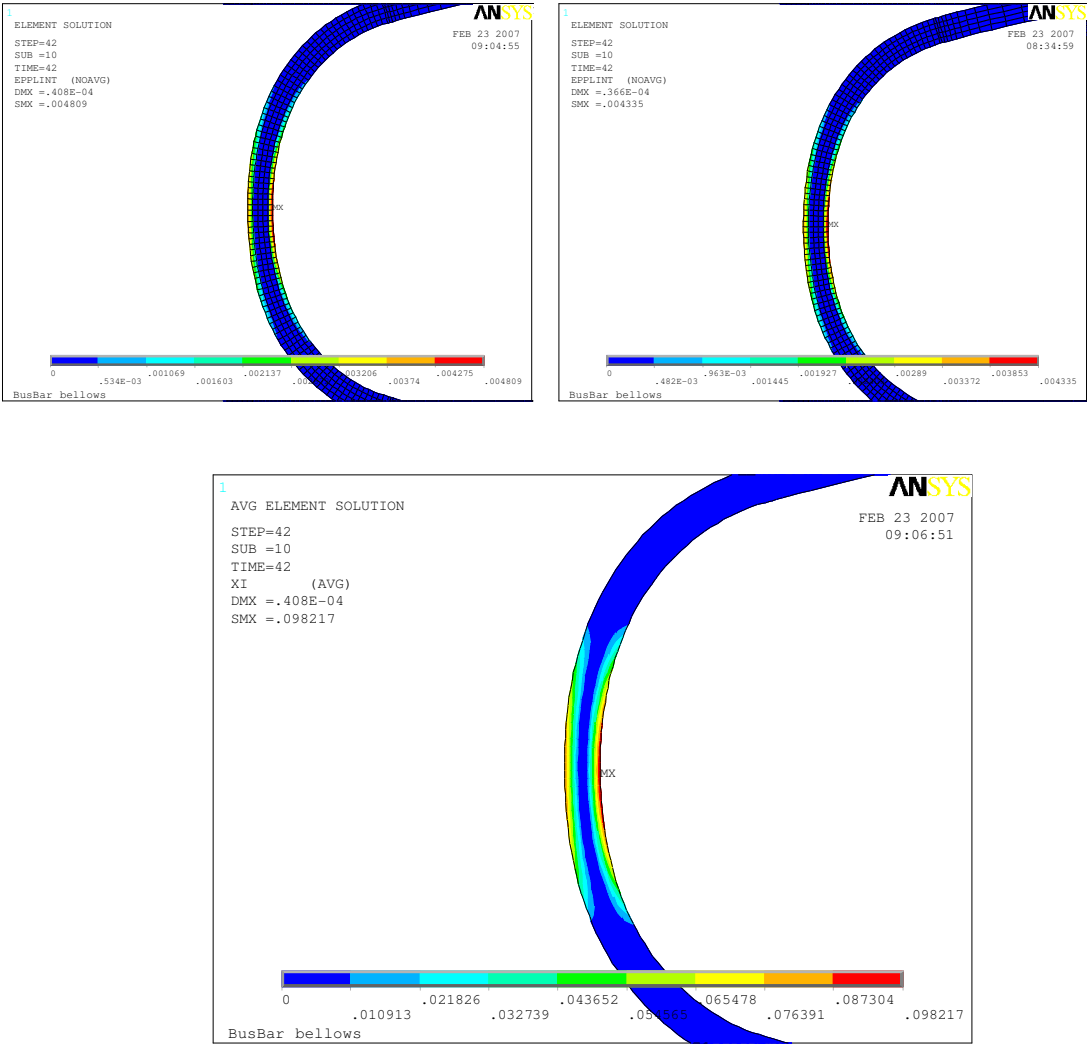 1
ELEMENT SOLUTION
STEP=42
SUB =10
TIME=42
EPPLINT (NOAVG)
DMX =.408E-04
SMX =.004809
ANSYS
FEB 23 2007
09:04:55
MX
0 .001069 .002137 .003206 .004275
.534E-03 .001603 .00374 .004809
BusBar bellows
1
ELEMENT SOLUTION
STEP=42
SUB =10
TIME=42
EPPLINT (NOAVG)
DMX =.366E-04
SMX =.004335
ANSYS
FEB 23 2007
08:34:59
MX
0 .963E-03 .001927 .00289 .003853
.482E-03 .001445 .003372 .004335
BusBar bellows
1
AVG ELEMENT SOLUTION
STEP=42
SUB =10
TIME=42
XI (AVG)
DMX =.408E-04
SMX =.098217
ANSYS
FEB 23 2007
09:06:51
MX
0 .021826 .043652 .065478 .087304
.010913 .032739 .054565 .076391 .098217
BusBar bellows